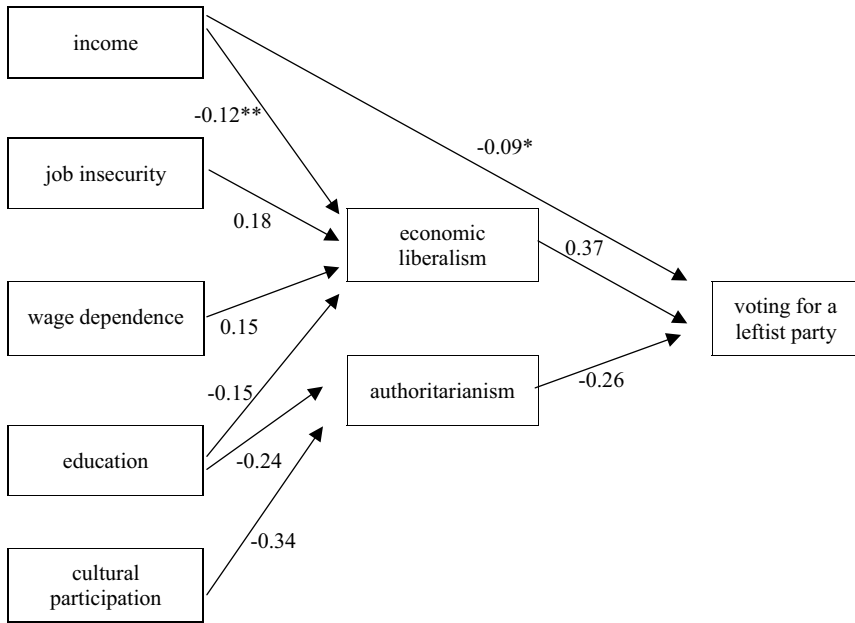 income
-0.12**
-0.09*
job insecurity
0.18
economic
liberalism
0.37
wage dependence
0.15
voting for a
leftist party
-0.15
authoritarianism
-0.26
education
-0.24
-0.34
cultural
participation